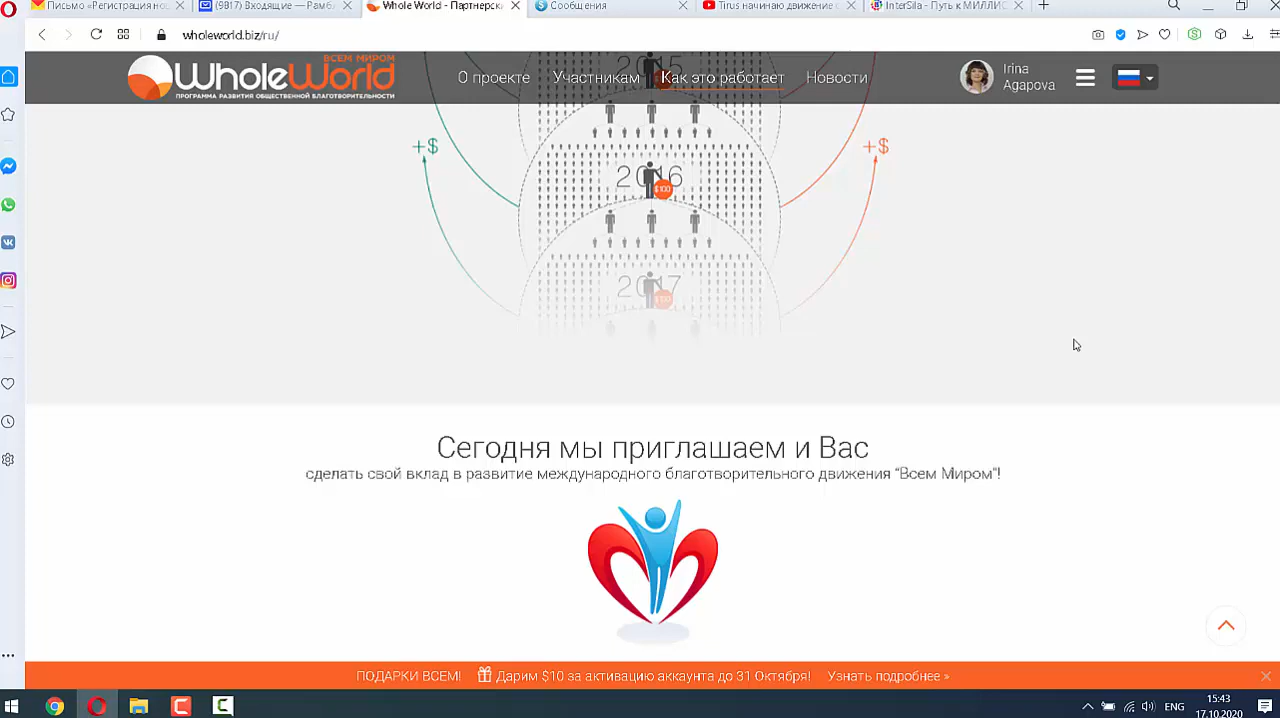 Письмо «Регистрация но
(9817) Входящие — Рамбл
Whole World - Партнерск
Сообщения
Tirus начинаю движение с
InterSila - Путь к МИЛЛИС
wholeworld.biz/ru/
ВСЕМ МИРОМ
WholeWorld
ПРОГРАММА РАЗВИТИЯ ОБЩЕСТВЕННОЙ БЛАГОТВОРИТЕЛЬНОСТИ
О проекте
Участникам
Как это работает
Новости
Irina
Agapova
2015
+$
+$
2016
$100
2017
$100
Сегодня мы приглашаем и Вас
сделать свой вклад в развитие международного благотворительного движения "Всем Миром"!
ПОДАРКИ ВСЕМ! Дарим $10 за активацию аккаунта до 31 Октября! Узнать подробнее »
ENG
15:43
17.10.2020